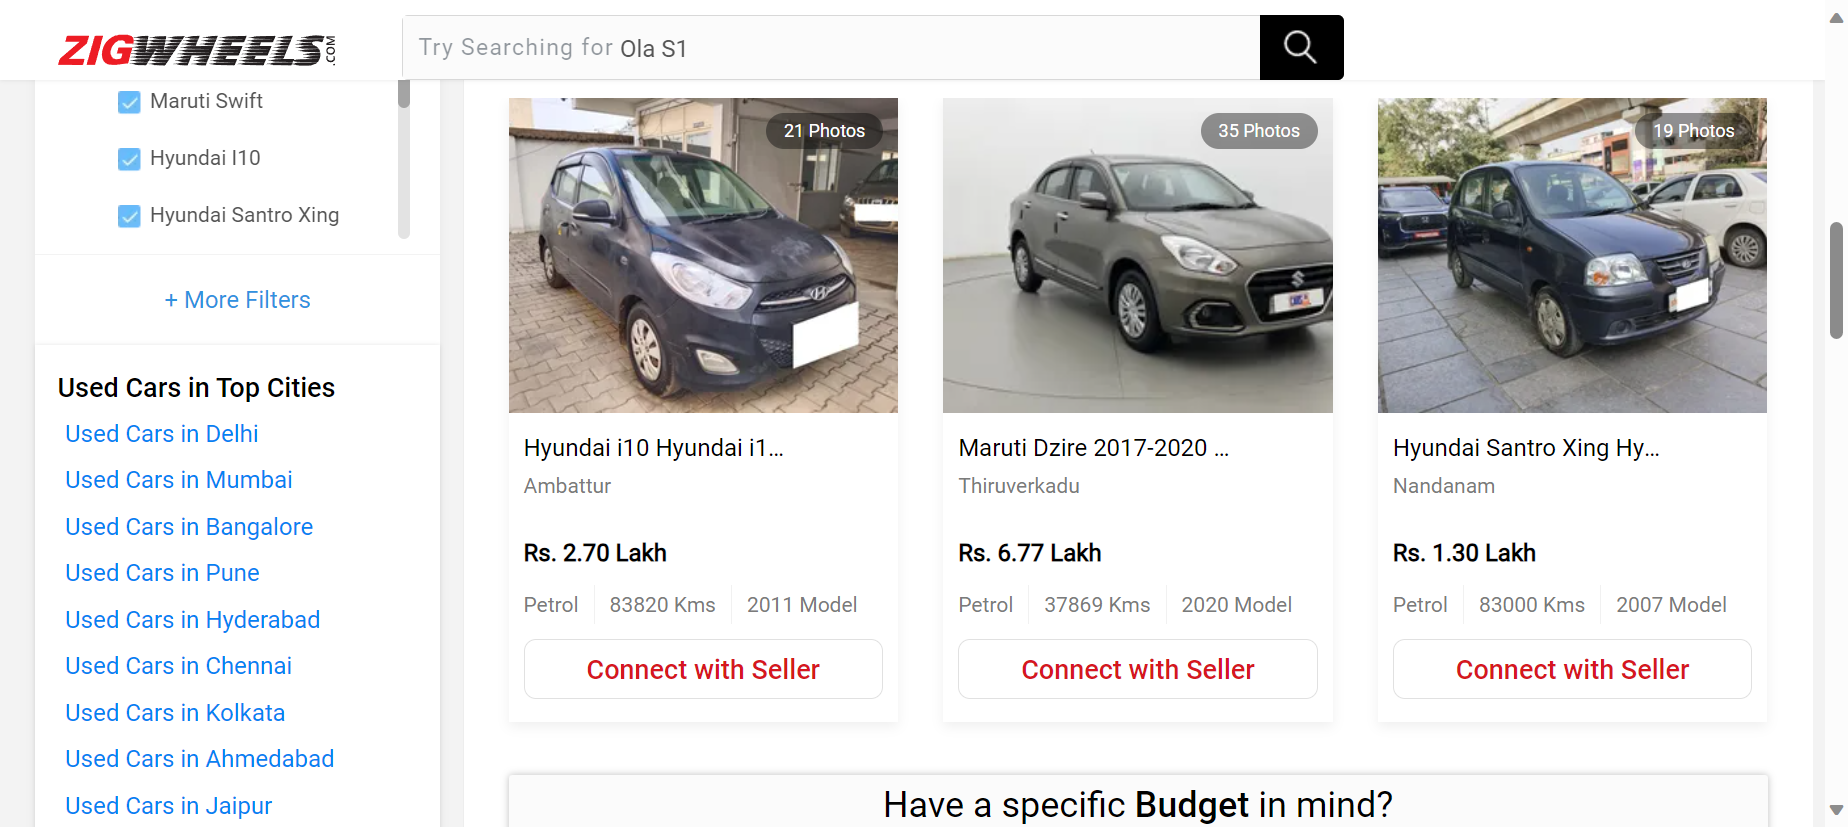 ZIGWHEELS.COM
Try Searching for Ola S1
Maruti Swift
Hyundai I10
Hyundai Santro Xing
+ More Filters
Used Cars in Top Cities
Used Cars in Delhi
Used Cars in Mumbai
Used Cars in Bangalore
Used Cars in Pune
Used Cars in Hyderabad
Used Cars in Chennai
Used Cars in Kolkata
Used Cars in Ahmedabad
Used Cars in Jaipur
21 Photos
Hyundai i10 Hyundai i1...
Ambattur
Rs. 2.70 Lakh
Petrol 83820 Kms 2011 Model
Connect with Seller
35 Photos
Maruti Dzire 2017-2020 ...
Thiruverkadu
Rs. 6.77 Lakh
Petrol 37869 Kms 2020 Model
Connect with Seller
19 Photos
Hyundai Santro Xing Hy...
Nandanam
Rs. 1.30 Lakh
Petrol 83000 Kms 2007 Model
Connect with Seller
Have a specific Budget in mind?